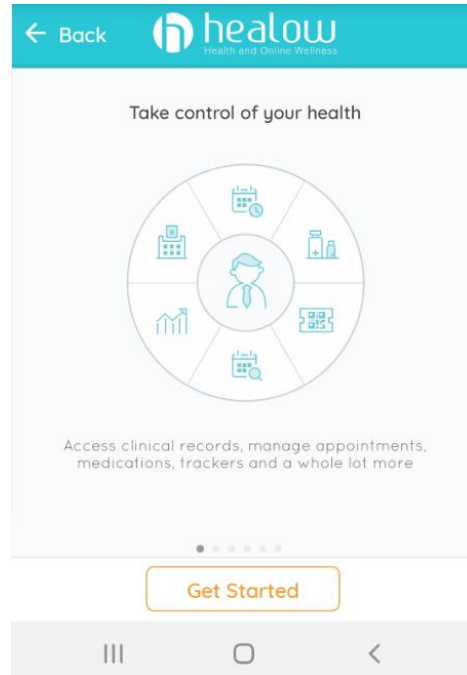 ← Back
healow
Health and Online Wellness
Take control of your health
Access clinical records, manage appointments,
medications, trackers and a whole lot more
Get Started